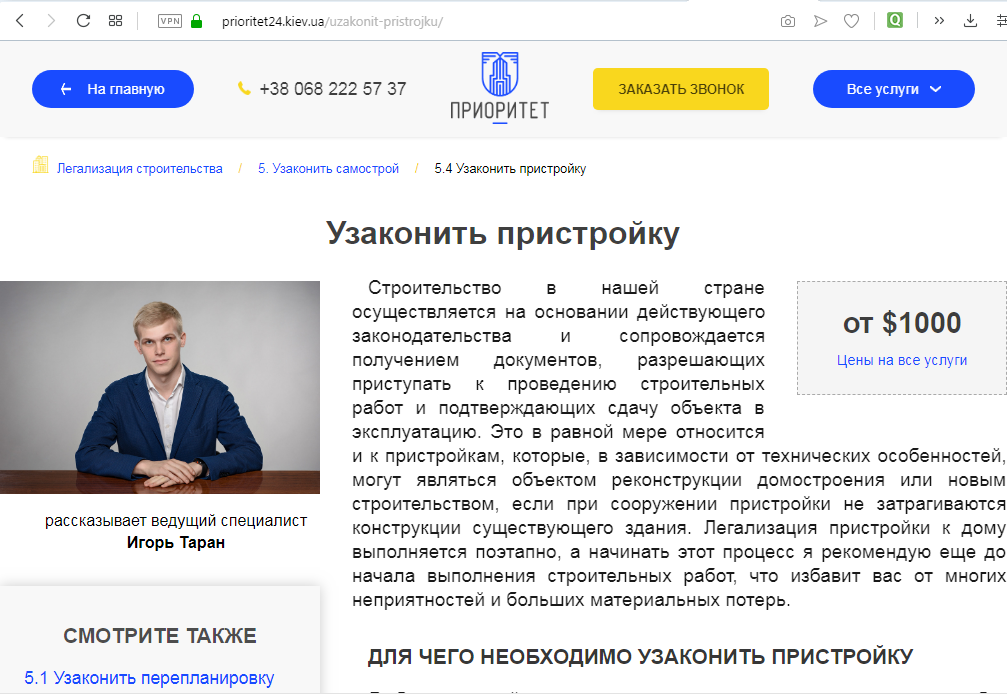 VPN prioritet24.kiev.ua/uzakonit-pristrojku/
На главную
+38 068 222 57 37
ПРИОРИТЕТ
ЗАКАЗАТЬ ЗВОНОК
Все услуги
Легализация строительства / 5. Узаконить самострой / 5.4 Узаконить пристройку
Узаконить пристройку
рассказывает ведущий специалист
Игорь Таран
СМОТРИТЕ ТАКЖЕ
5.1 Узаконить перепланировку
Строительство в нашей стране
осуществляется на основании действующего
законодательства и сопровождается
получением документов, разрешающих
приступать к проведению строительных
работ и подтверждающих сдачу объекта в
эксплуатацию. Это в равной мере относится
и к пристройкам, которые, в зависимости от технических особенностей,
могут являться объектом реконструкции домостроения или новым
строительством, если при сооружении пристройки не затрагиваются
конструкции существующего здания. Легализация пристройки к дому
выполняется поэтапно, а начинать этот процесс я рекомендую еще до
начала выполнения строительных работ, что избавит вас от многих
неприятностей и больших материальных потерь.
от $1000
Цены на все услуги
ДЛЯ ЧЕГО НЕОБХОДИМО УЗАКОНИТЬ ПРИСТРОЙКУ